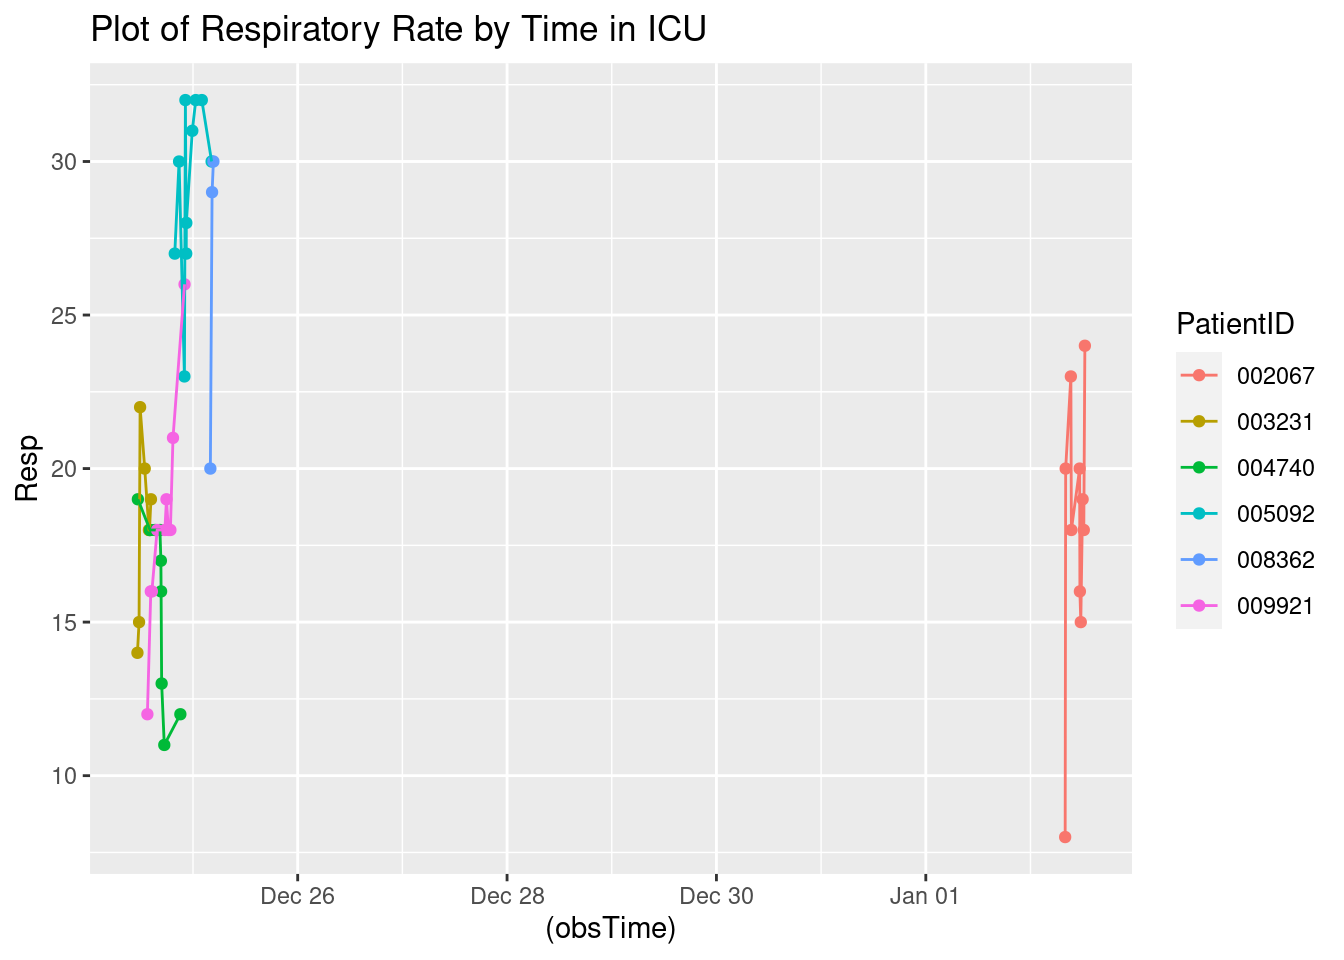 Plot of Respiratory Rate by Time in ICU
Resp
30
25
20
15
10
Dec 26
Dec 28
Dec 30
Jan 01
(obsTime)
PatientID
002067
003231
004740
005092
008362
009921